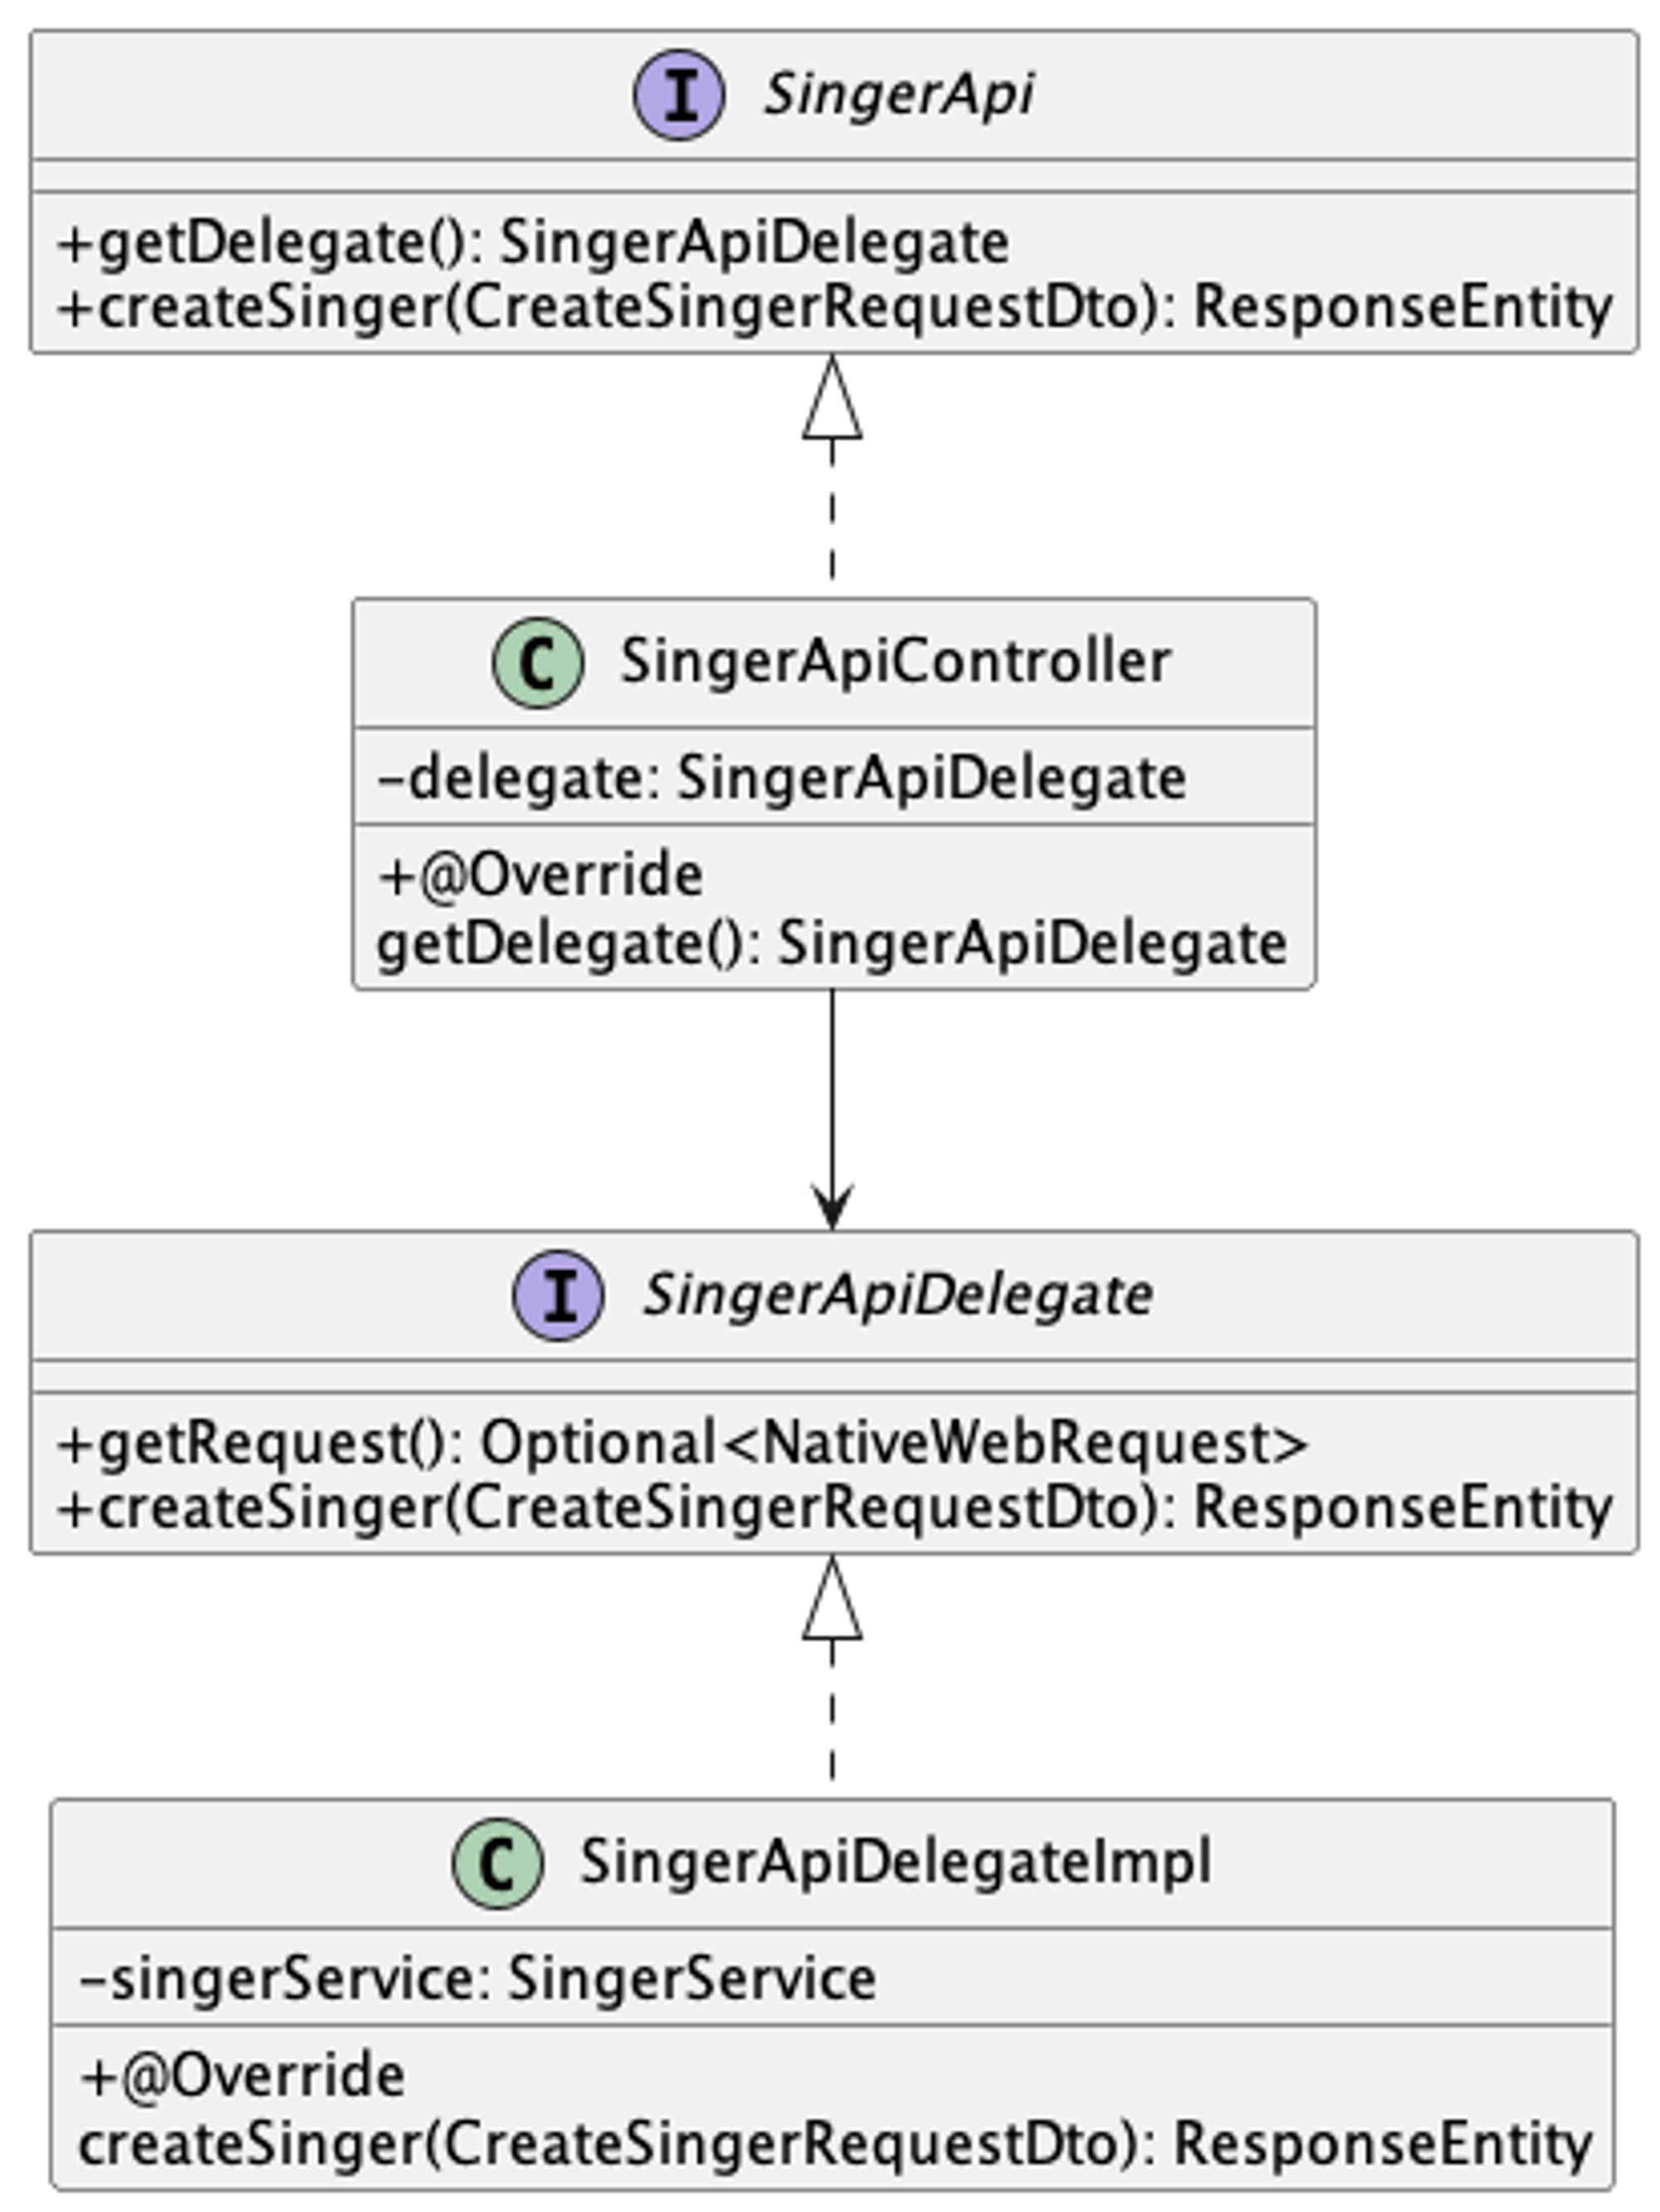 I SingerApi
+getDelegate(): SingerApiDelegate
+createSinger(CreateSingerRequestDto): ResponseEntity
C SingerApiController
-delegate: SingerApiDelegate
+@Override
getDelegate(): SingerApiDelegate
I SingerApiDelegate
+getRequest(): Optional<NativeWebRequest>
+createSinger(CreateSingerRequestDto): ResponseEntity
C SingerApiDelegateImpl
-singerService: SingerService
+@Override
createSinger(CreateSingerRequestDto): ResponseEntity